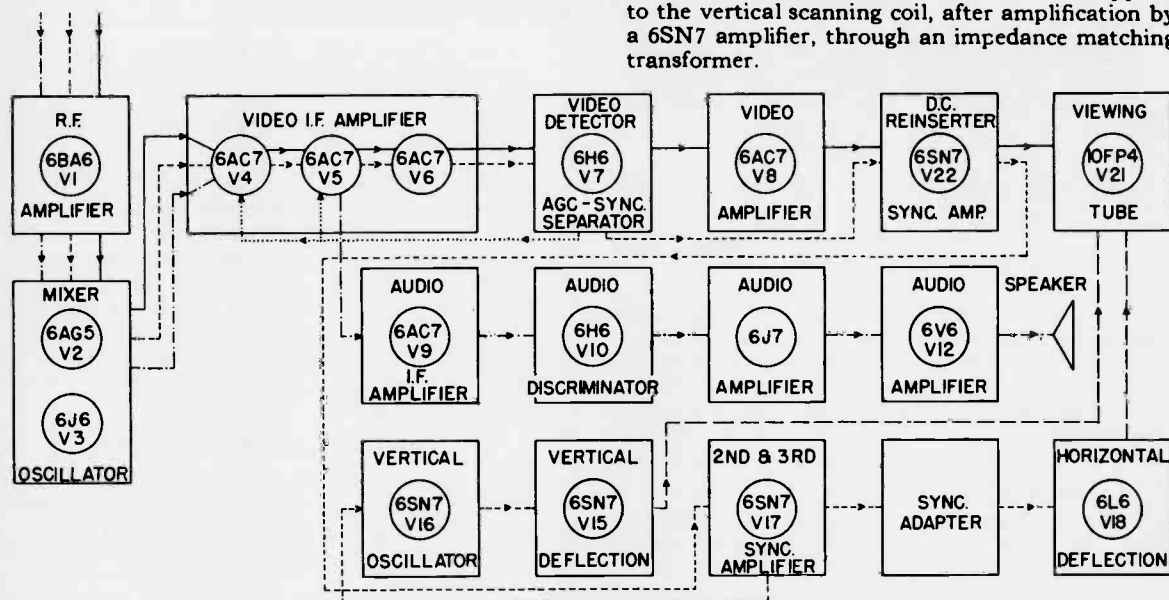 to the vertical scanning coil, after amplification by
a 6SN7 amplifier, through an impedance matching
transformer.
R.F.
6BA6
V1
AMPLIFIER
VIDEO I.F. AMPLIFIER
6AC7
V4
6AC7
V5
6AC7
V6
VIDEO
DETECTOR
6H6
V7
AGC-SYNC.
SEPARATOR
VIDEO
6AC7
V8
AMPLIFIER
D.C.
REINSERTER
6SN7
V22
SYNC. AMP.
VIEWING
10FP4
V21
TUBE
MIXER
6AG5
V2
6J6
V3
OSCILLATOR
AUDIO
6AC7
V9
I.F.
AMPLIFIER
AUDIO
6H6
V10
DISCRIMINATOR
AUDIO
6J7
AMPLIFIER
AUDIO
6V6
V12
AMPLIFIER
SPEAKER
VERTICAL
6SN7
V16
OSCILLATOR
VERTICAL
6SN7
V15
DEFLECTION
2ND & 3RD
6SN7
V17
SYNC.
AMPLIFIER
SYNC.
ADAPTER
HORIZONTAL
6L6
V18
DEFLECTION